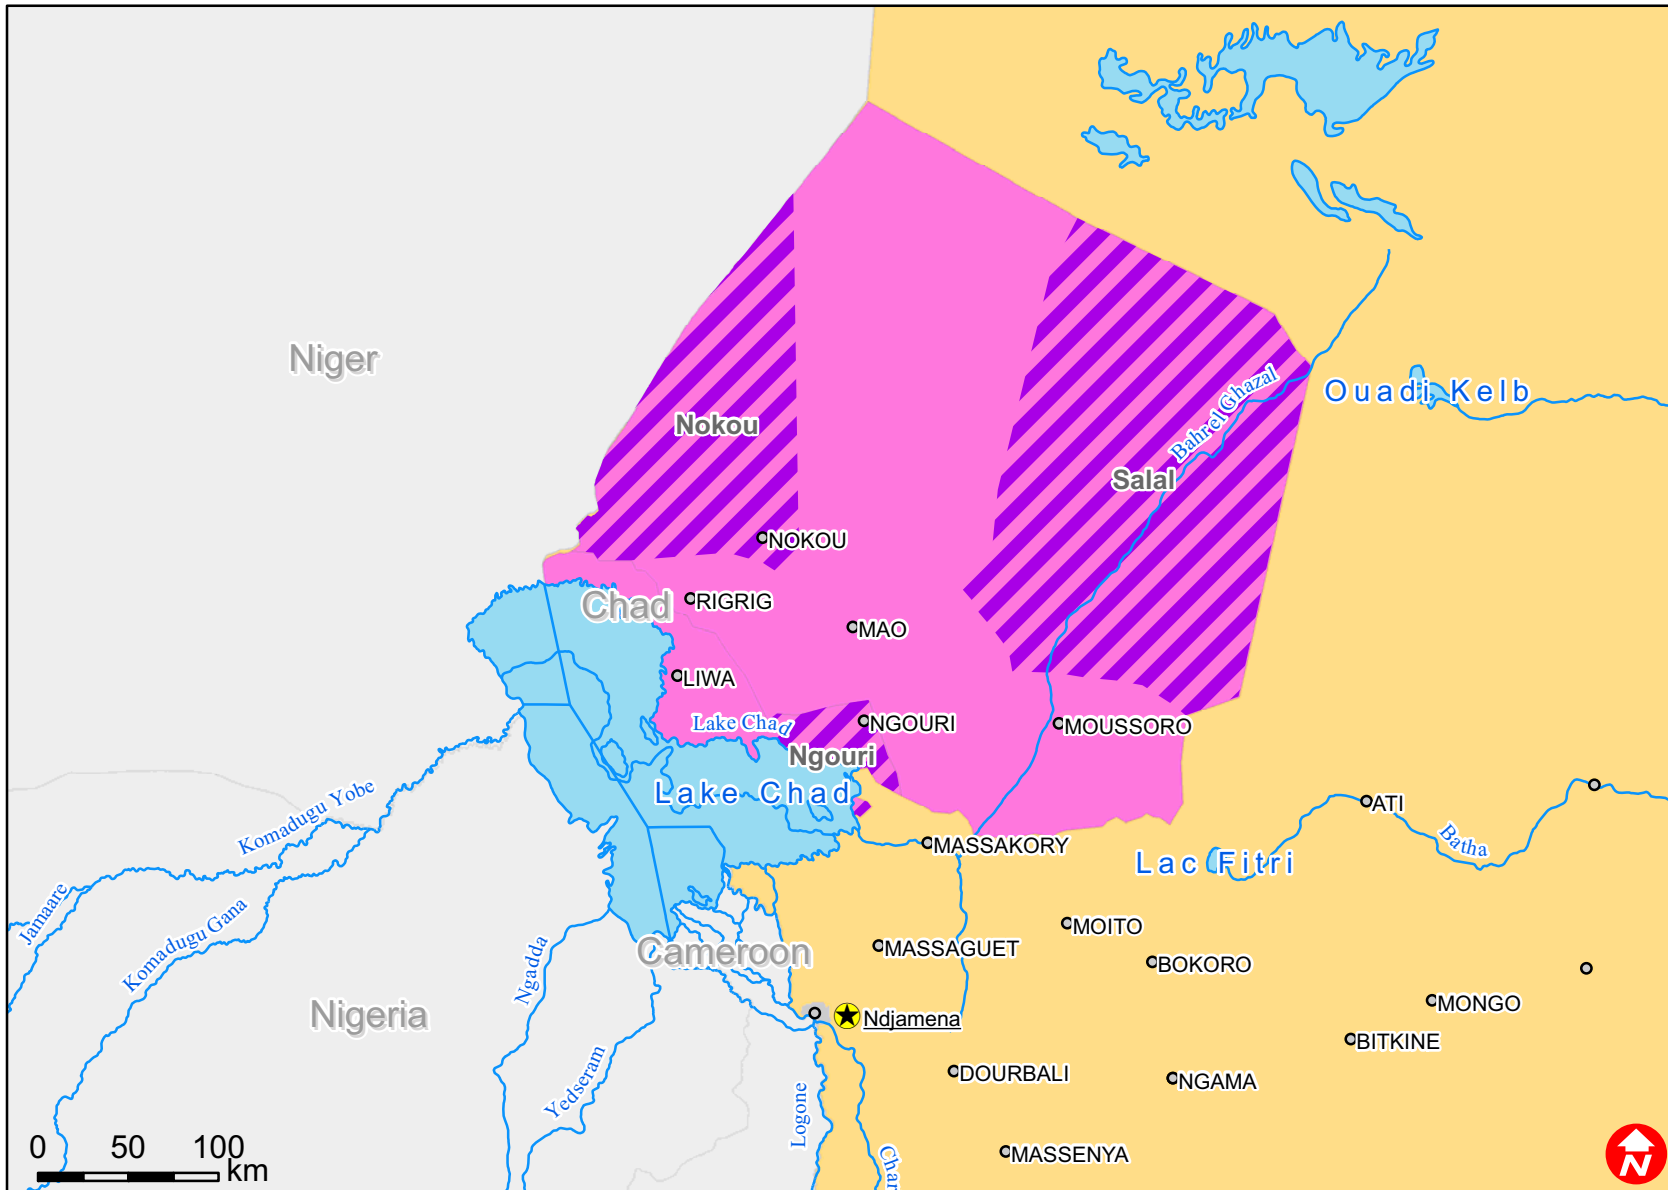 Niger
Ouadi Kelb
Bahrel Ghazal
Nokou
Salal
NOKOU
Chad
RIGRIG
MAO
LIWA
Lake Chad
NGOURI
MOUSSORO
Ngouri
Lake Chad
Komadugu Yobe
ATI
Batha
MASSAKORY
Lac Fitri
Jamaare
Komadugu Gana
MOITO
MASSAGUET
Cameroon
BOKORO
Ngadda
Nigeria
MONGO
Ndjamena
BITKINE
DOURBALI
NGAMA
Yedseram
Logone
MASSENYA
Char
0 50 100
km
N